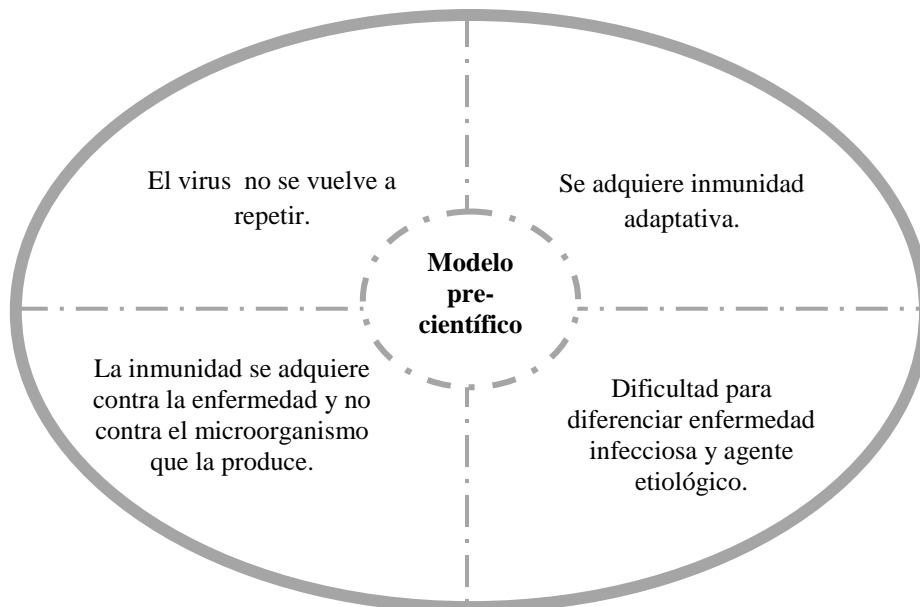 El virus  no se vuelve a
repetir.
Se adquiere inmunidad
adaptativa.
Modelo
pre-
científico
La inmunidad se adquiere
contra la enfermedad y no
contra el microorganismo
que la produce.
Dificultad para
diferenciar enfermedad
infecciosa y agente
etiológico.